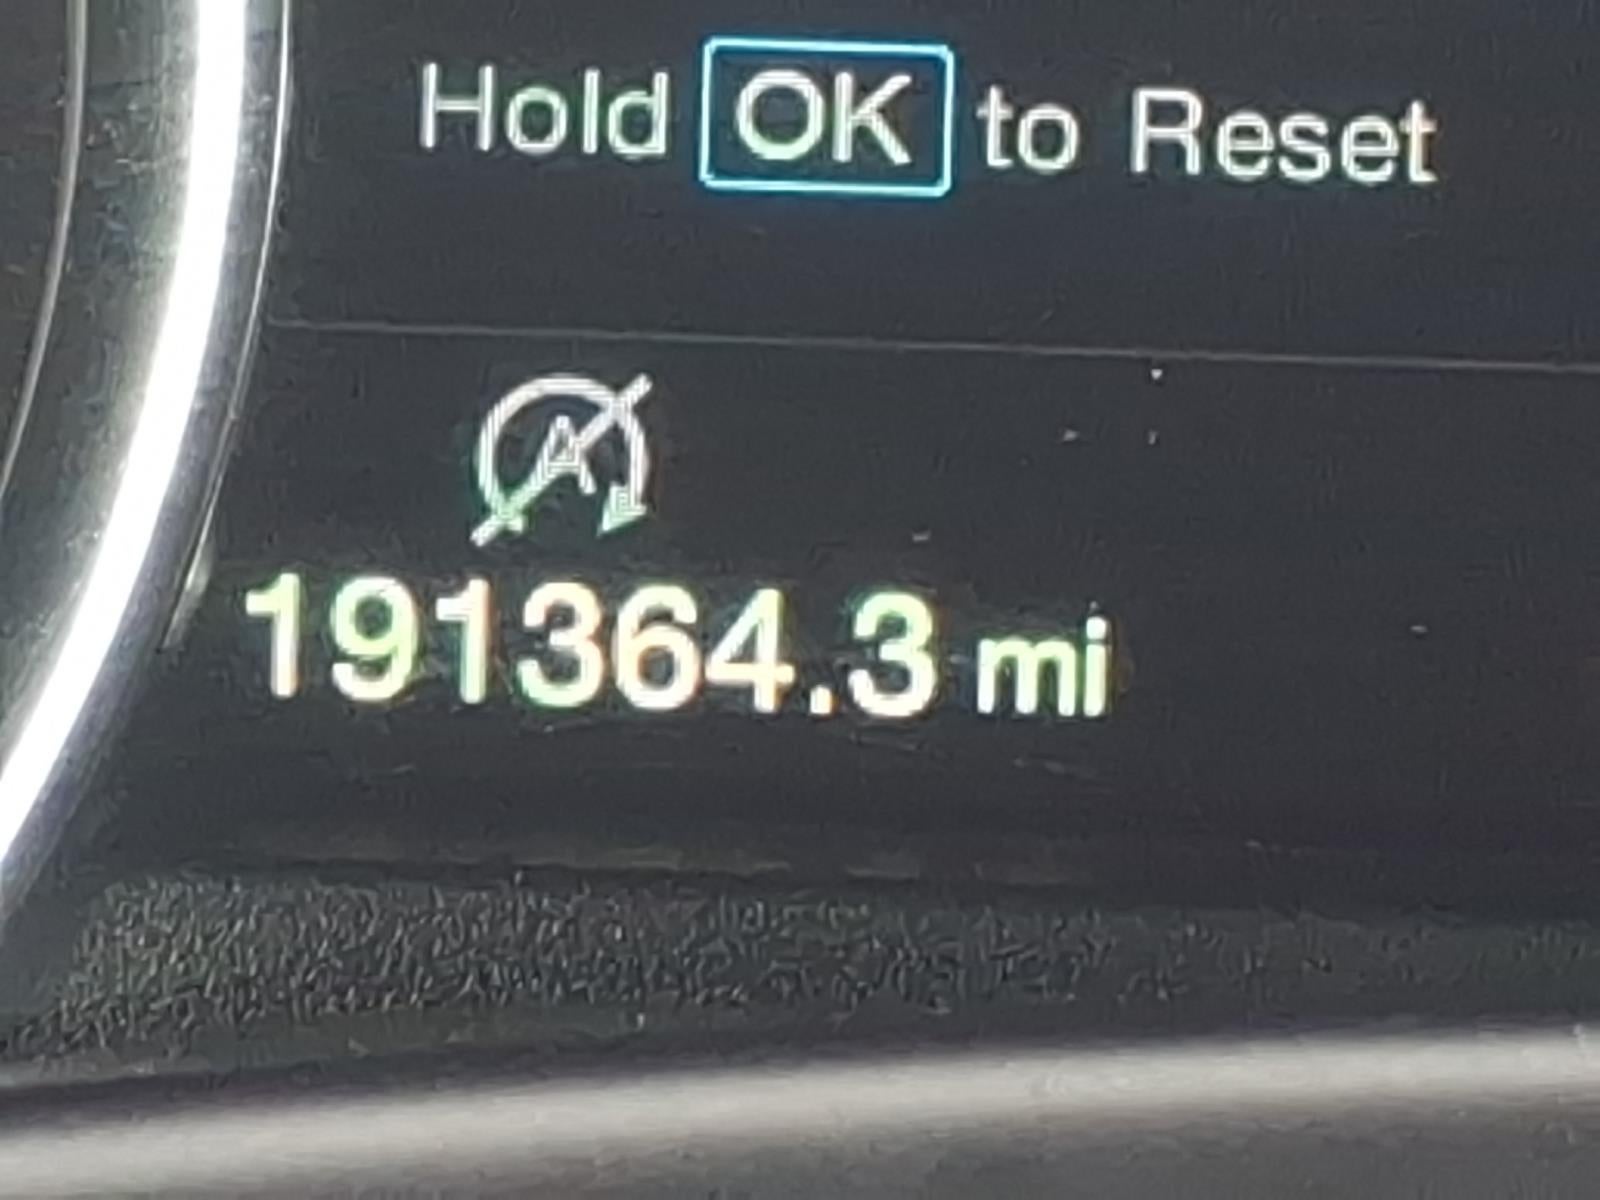 Hold OK to Reset
A
191364.3 mi